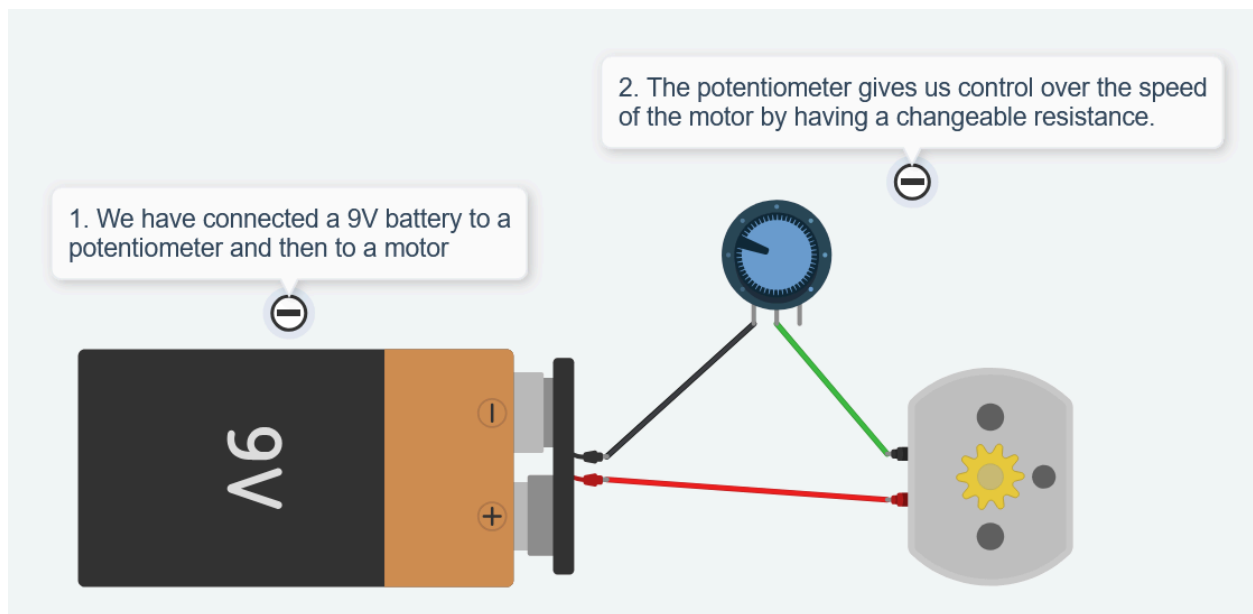 2. The potentiometer gives us control over the speed
of the motor by having a changeable resistance.
1. We have connected a 9V battery to a
potentiometer and then to a motor
9V